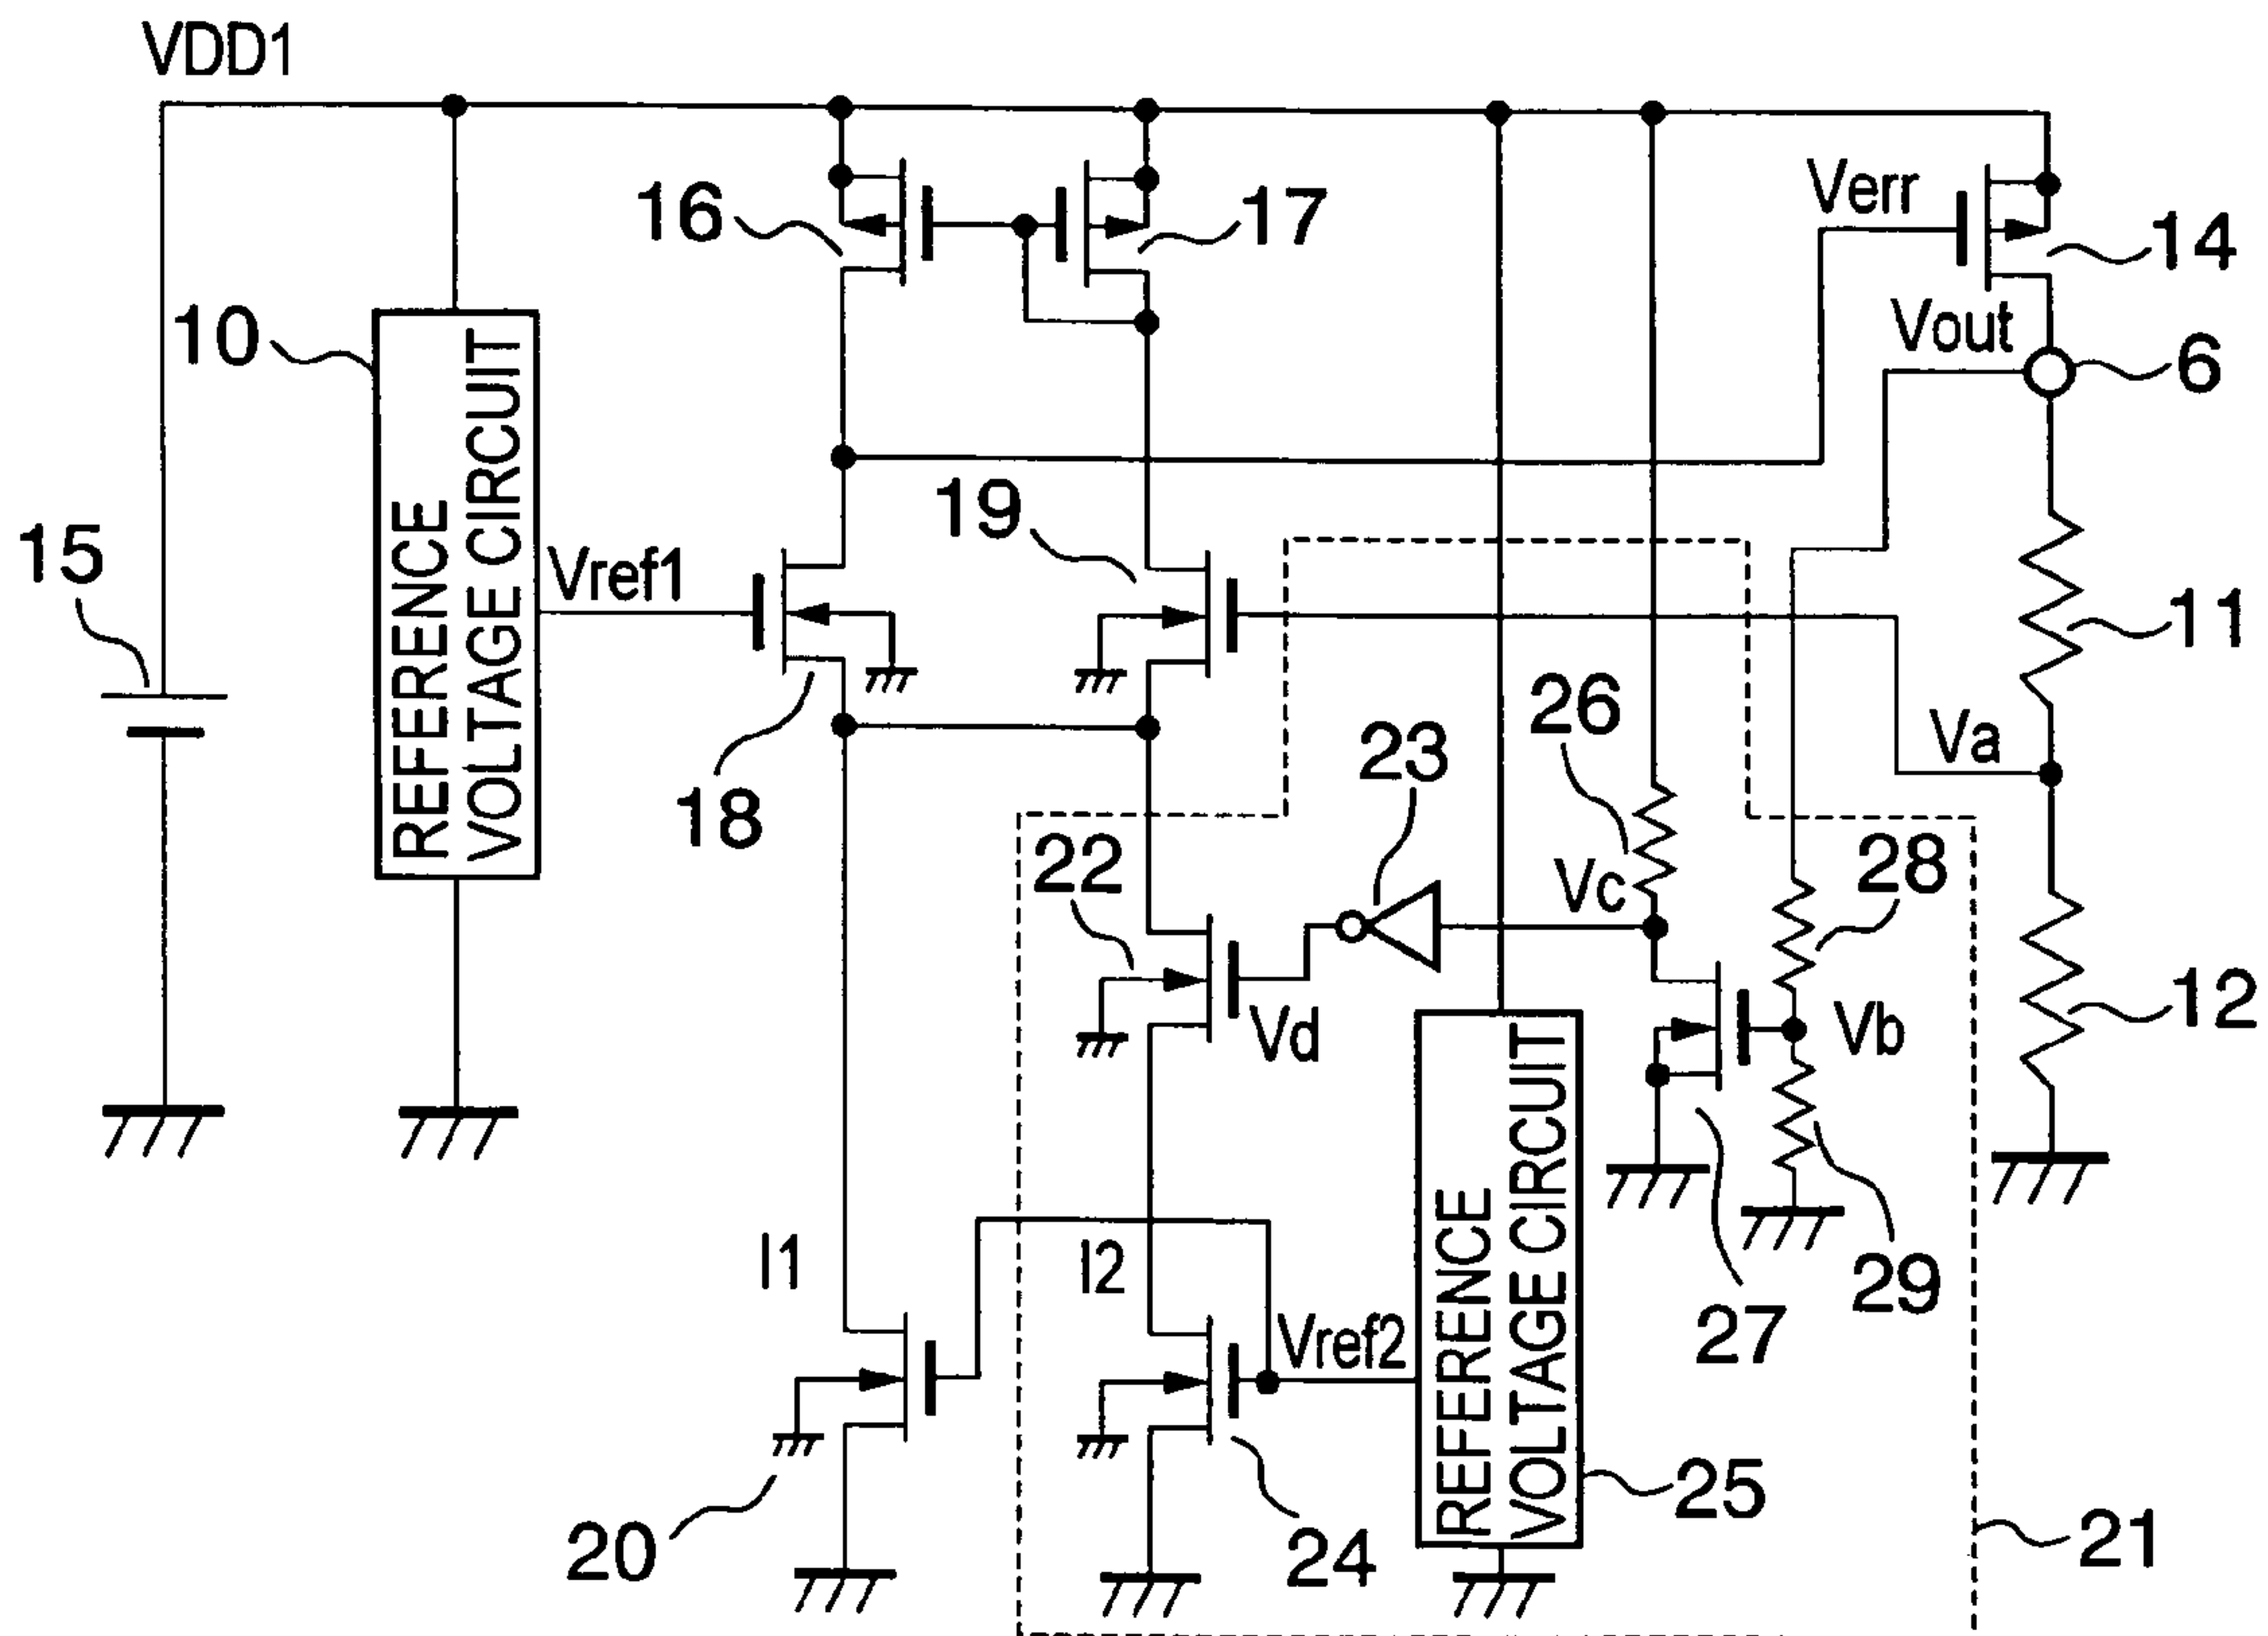 VDD1
16
17
Verr
14
10
Vout
6
REFERENCE
VOLTAGE CIRCUIT
19
15
Vref1
11
26
Va
23
18
22
Vc
28
12
Vd
Vb
REFERENCE
VOLTAGE CIRCUIT
I1
I2
29
27
Vref2
25
20
24
21